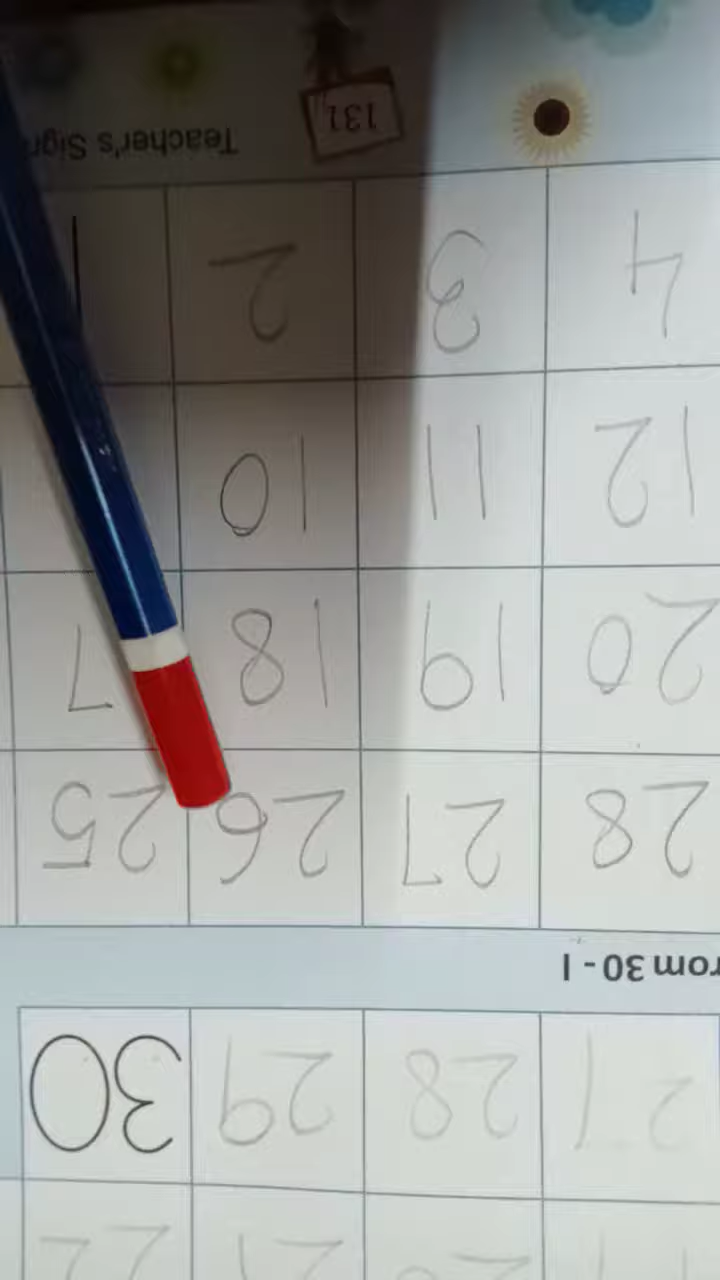 27 28 29 30
rom 30 - 1
28 27 26 25
20 19 18 7
12 11 10
4 3 2 1
131 Teacher's Sign